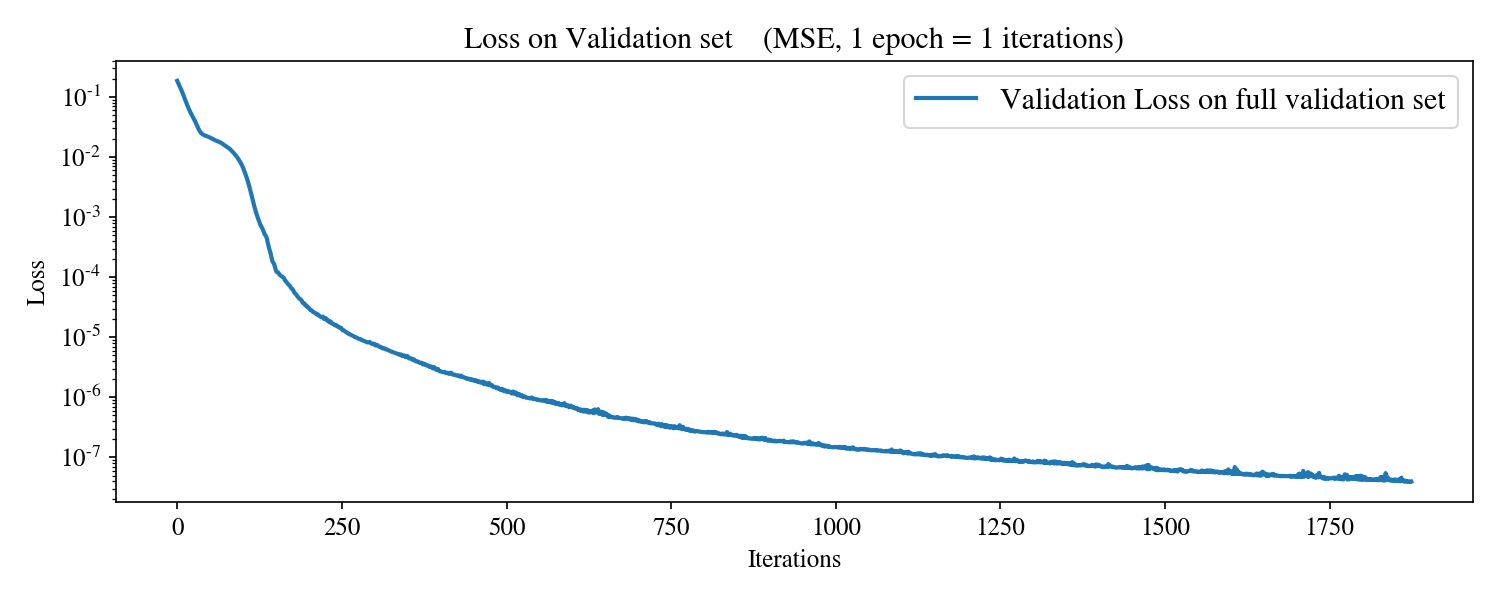 Loss on Validation set    (MSE, 1 epoch = 1 iterations)
Validation Loss on full validation set
Loss
10⁻¹
10⁻²
10⁻³
10⁻⁴
10⁻⁵
10⁻⁶
10⁻⁷
0 250 500 750 1000 1250 1500 1750
Iterations